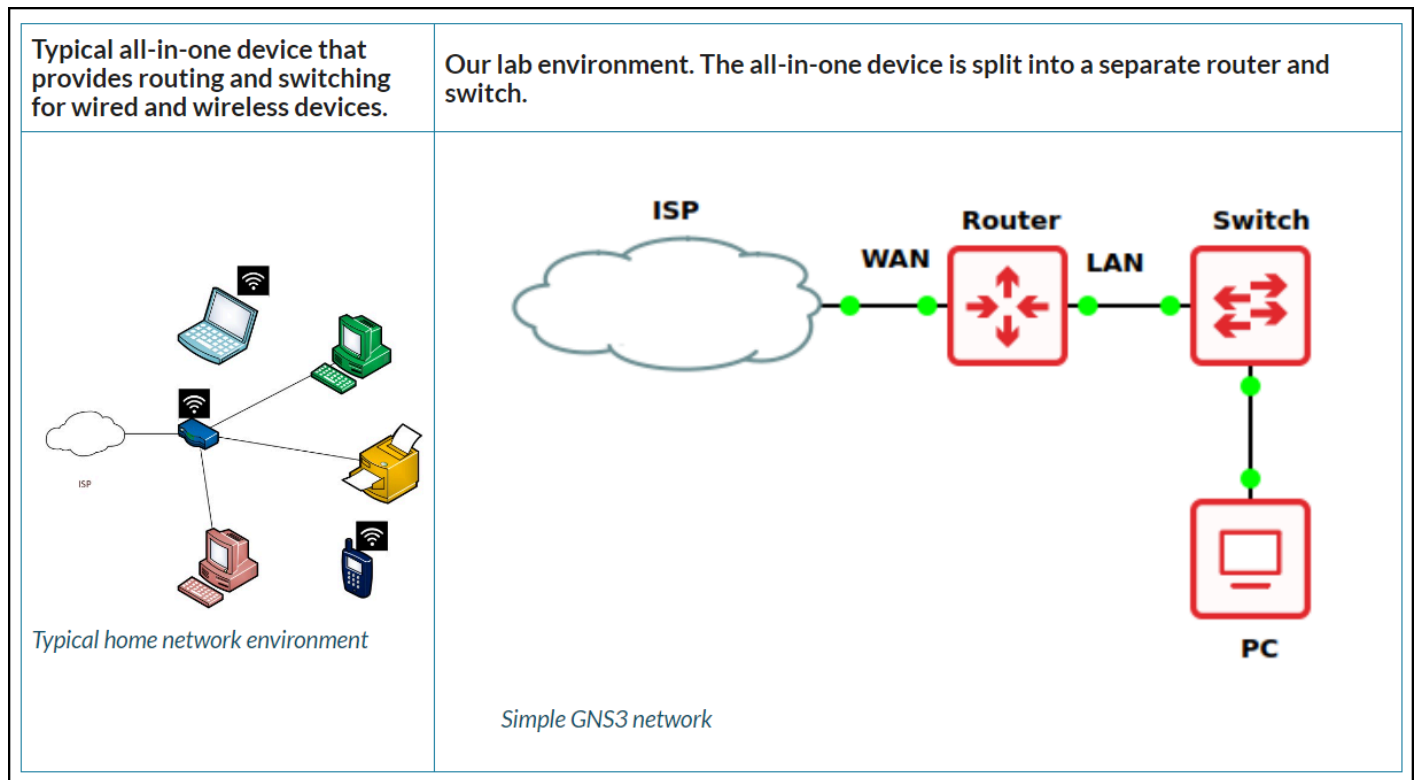 Typical all-in-one device that
provides routing and switching
for wired and wireless devices.
Our lab environment. The all-in-one device is split into a separate router and
switch.
ISP
Typical home network environment
ISP
WAN
Router
LAN
Switch
PC
Simple GNS3 network